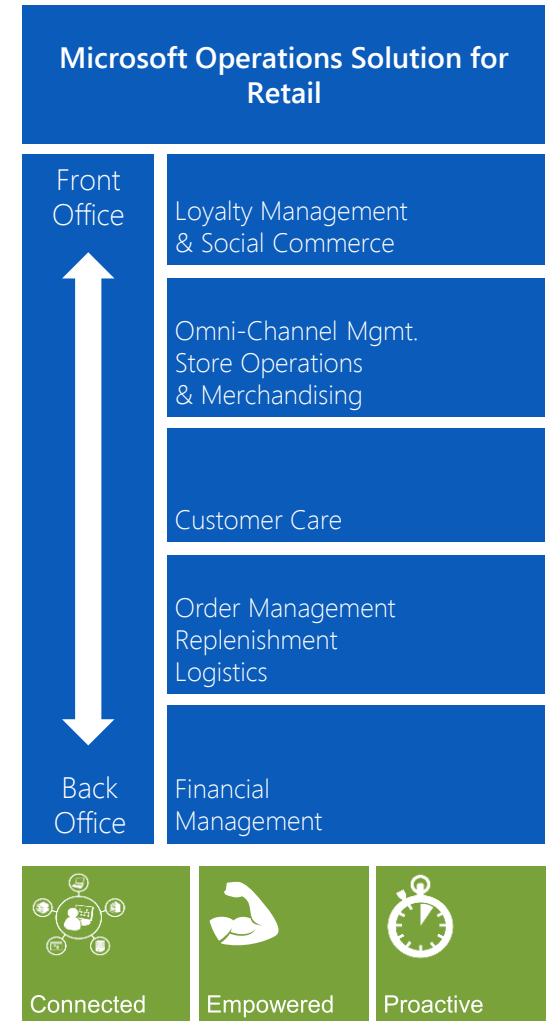 Microsoft Operations Solution for
Retail
Front
Office
Loyalty Management
& Social Commerce
Omni-Channel Mgmt.
Store Operations
& Merchandising
Customer Care
Order Management
Replenishment
Logistics
Back
Office
Financial
Management
Connected
Empowered
Proactive